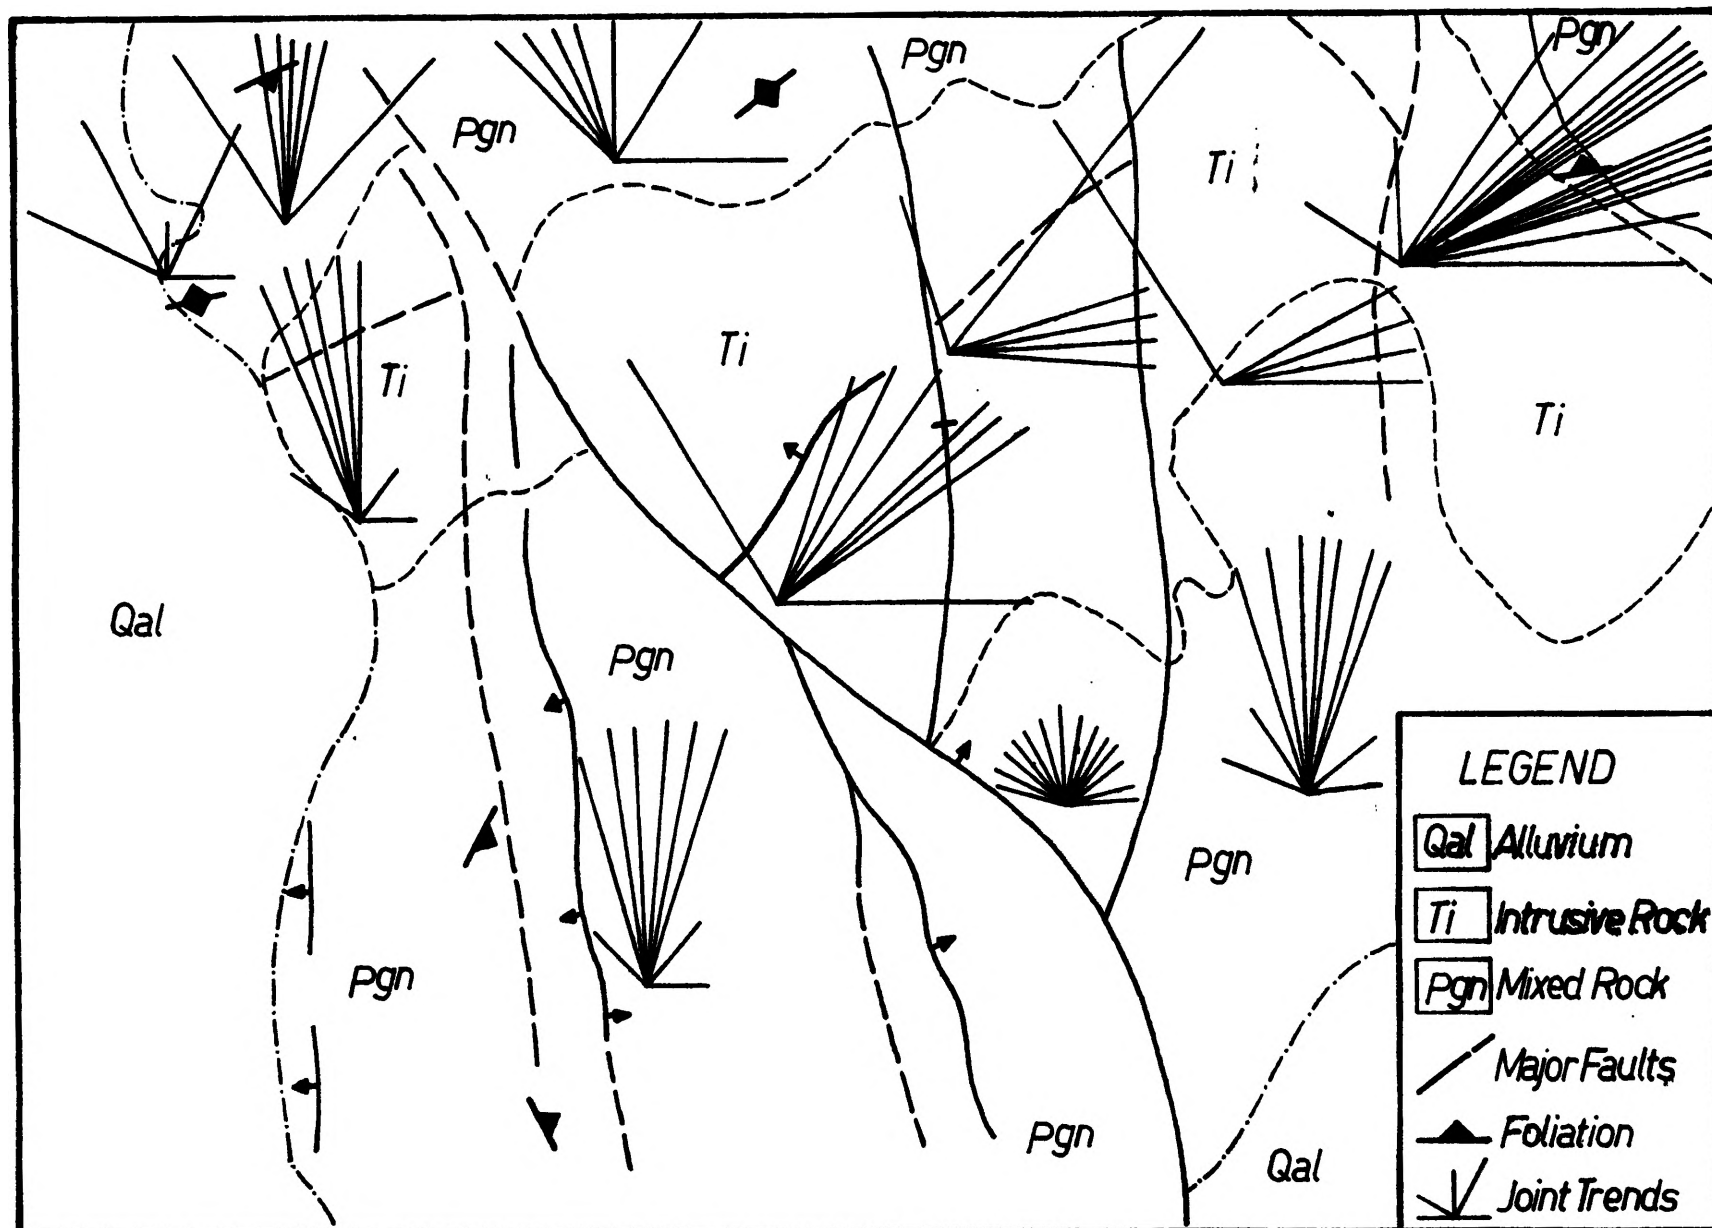 Pgn
Pgn
Pgn
Ti
Ti
Ti
Ti
Qal
Pgn
Pgn
Pgn
Pgn
Qal
LEGEND
Qal Alluvium
Ti Intrusive Rock
Pgn Mixed Rock
Major Faults
Foliation
Joint Trends